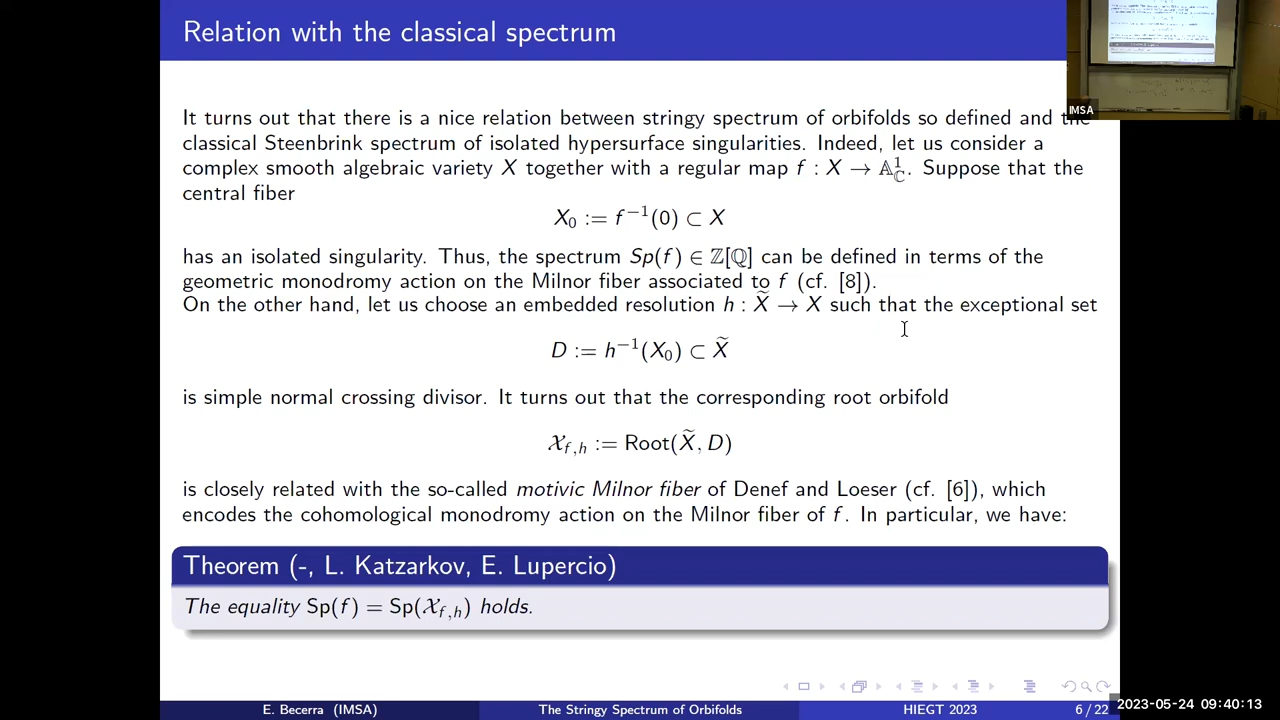 Relation with the classical spectrum
It turns out that there is a nice relation between stringy spectrum of orbifolds so defined and the
classical Steenbrink spectrum of isolated hypersurface singularities. Indeed, let us consider a
complex smooth algebraic variety X together with a regular map f : X → 𝔸¹_ℂ. Suppose that the
central fiber
X₀ := f⁻¹(0) ⊂ X
has an isolated singularity. Thus, the spectrum Sp(f) ∈ ℤ[ℚ] can be defined in terms of the
geometric monodromy action on the Milnor fiber associated to f (cf. [8]).
On the other hand, let us choose an embedded resolution h : X̃ → X such that the exceptional set
D := h⁻¹(X₀) ⊂ X̃
is simple normal crossing divisor. It turns out that the corresponding root orbifold
𝒳_{f,h} := Root(X̃, D)
is closely related with the so-called motivic Milnor fiber of Denef and Loeser (cf. [6]), which
encodes the cohomological monodromy action on the Milnor fiber of f. In particular, we have:
Theorem (-, L. Katzarkov, E. Lupercio)
The equality Sp(f) = Sp(𝒳_{f,h}) holds.
E. Becerra (IMSA) The Stringy Spectrum of Orbifolds HIEGT 2023 6 / 22
IMSA
2023-05-24 09:40:13